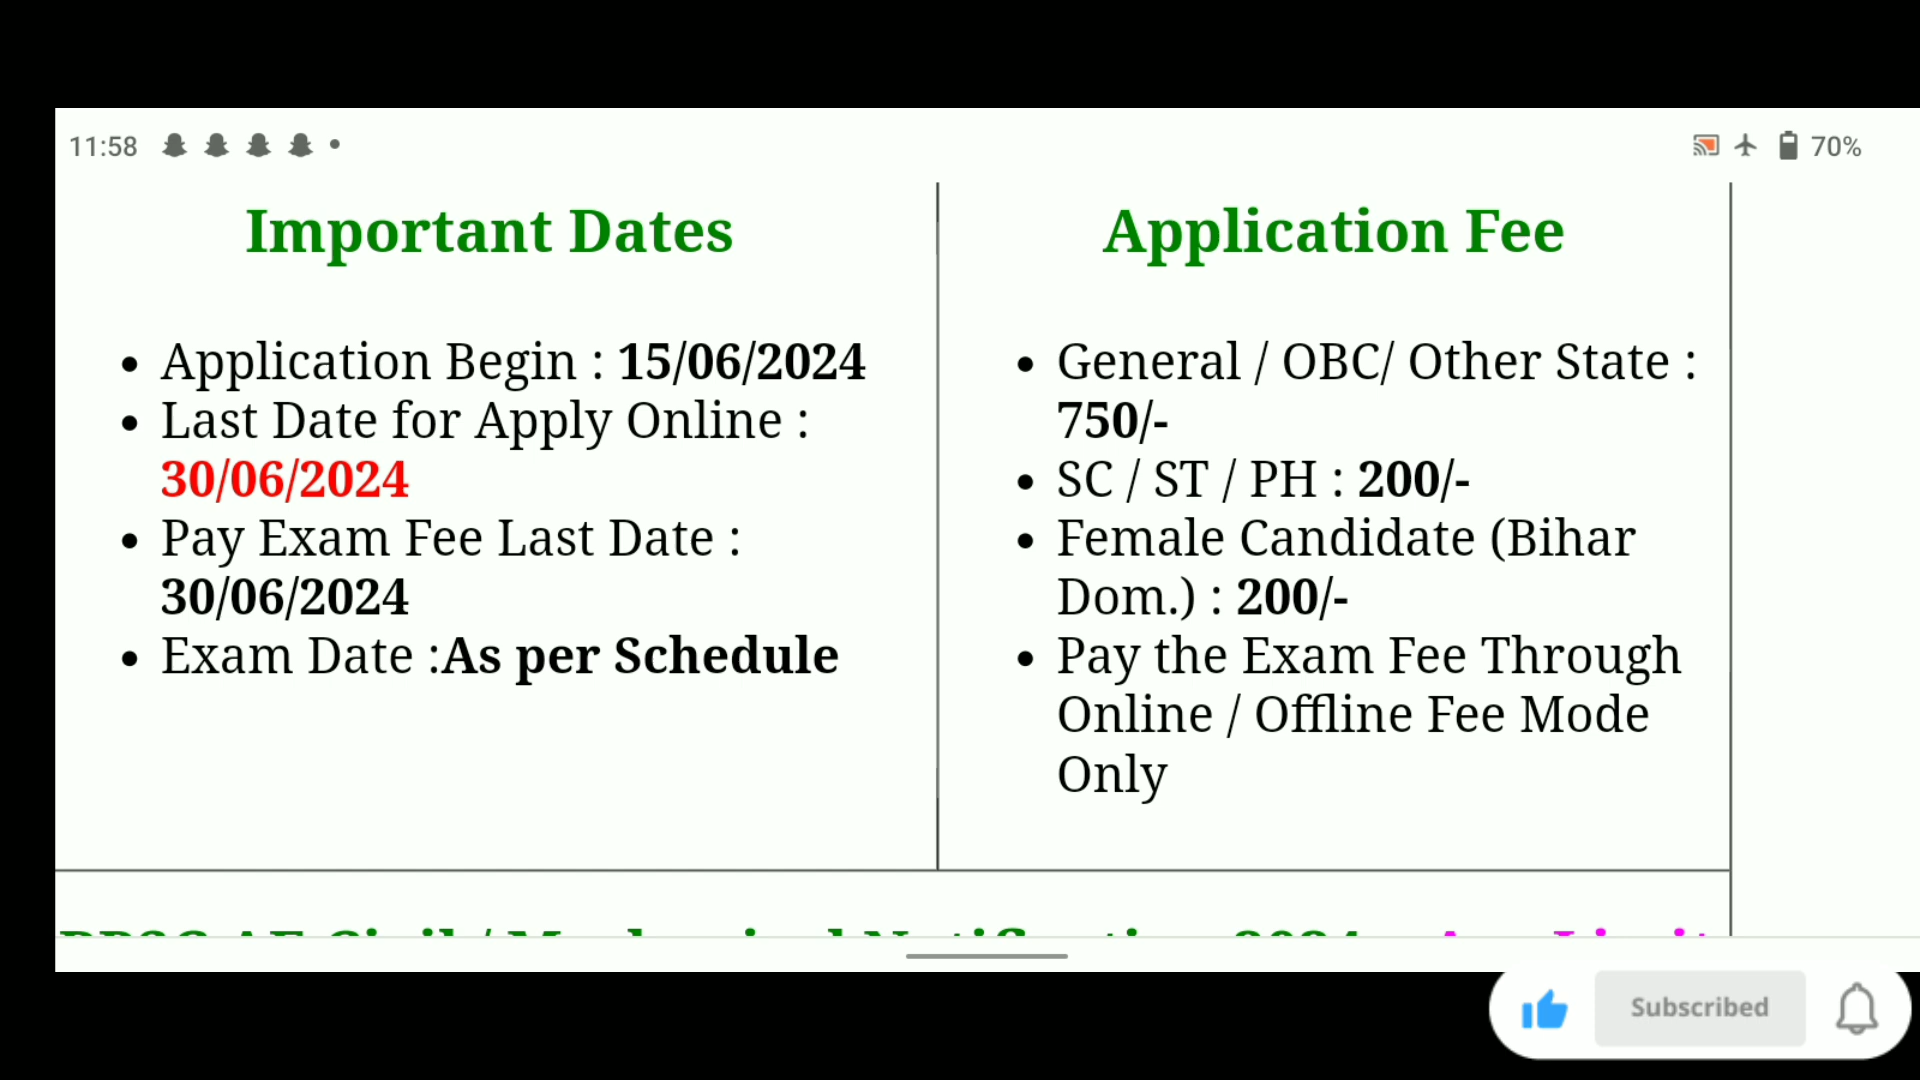 11:58
70%
Important Dates
Application Begin : 15/06/2024
Last Date for Apply Online :
30/06/2024
Pay Exam Fee Last Date :
30/06/2024
Exam Date :As per Schedule
Application Fee
General / OBC/ Other State :
750/-
SC / ST / PH : 200/-
Female Candidate (Bihar
Dom.) : 200/-
Pay the Exam Fee Through
Online / Offline Fee Mode
Only
Subscribed